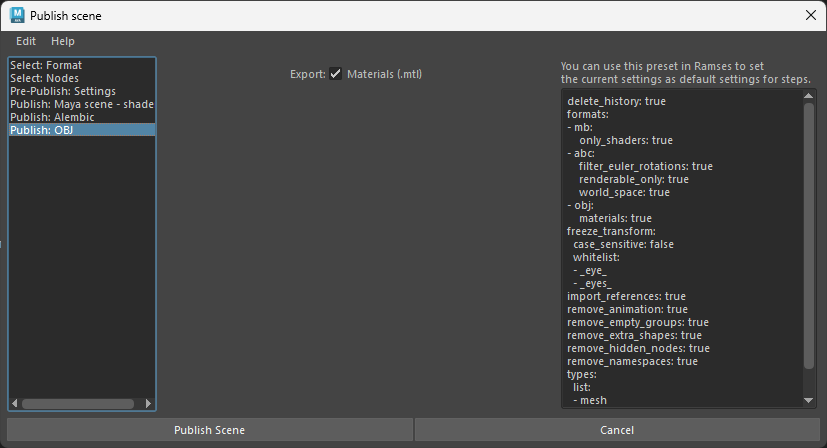 Publish scene
Edit Help
Select: Format
Select: Nodes
Pre-Publish: Settings
Publish: Maya scene - shade
Publish: Alembic
Publish: OBJ
Export: Materials (.mtl)
You can use this preset in Ramses to set
the current settings as default settings for steps.
delete_history: true
formats:
- mb:
    only_shaders: true
- abc:
    filter_euler_rotations: true
    renderable_only: true
    world_space: true
- obj:
    materials: true
freeze_transform:
  case_sensitive: false
  whitelist:
  - _eye_
  - _eyes_
import_references: true
remove_animation: true
remove_empty_groups: true
remove_extra_shapes: true
remove_hidden_nodes: true
remove_namespaces: true
types:
  list:
  - mesh
Publish Scene
Cancel